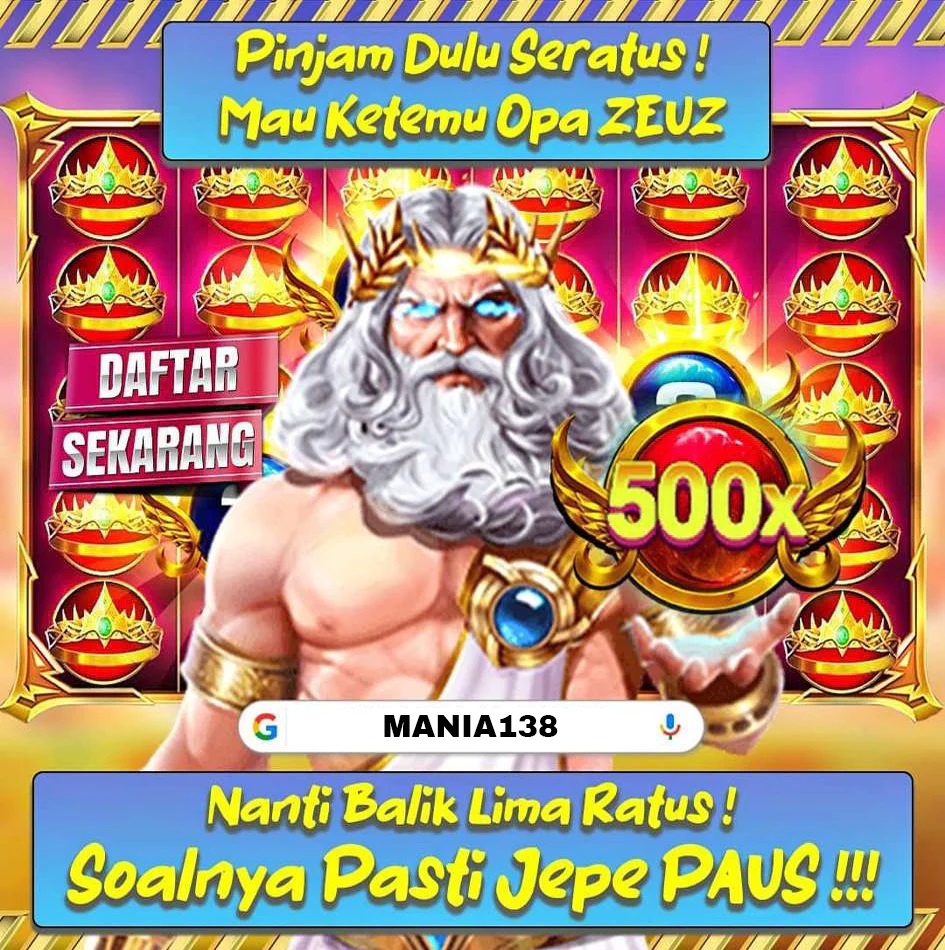 Pinjam Dulu Seratus !
Mau Ketemu Opa ZEUZ
DAFTAR
SEKARANG
500x
G
MANIA138
Nanti Balik Lima Ratus !
Soalnya Pasti Jepe PAUS !!!